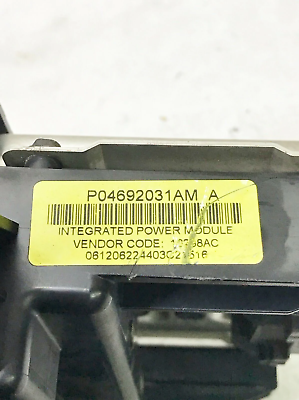 P04692031AM A
INTEGRATED POWER MODULE
VENDOR CODE: